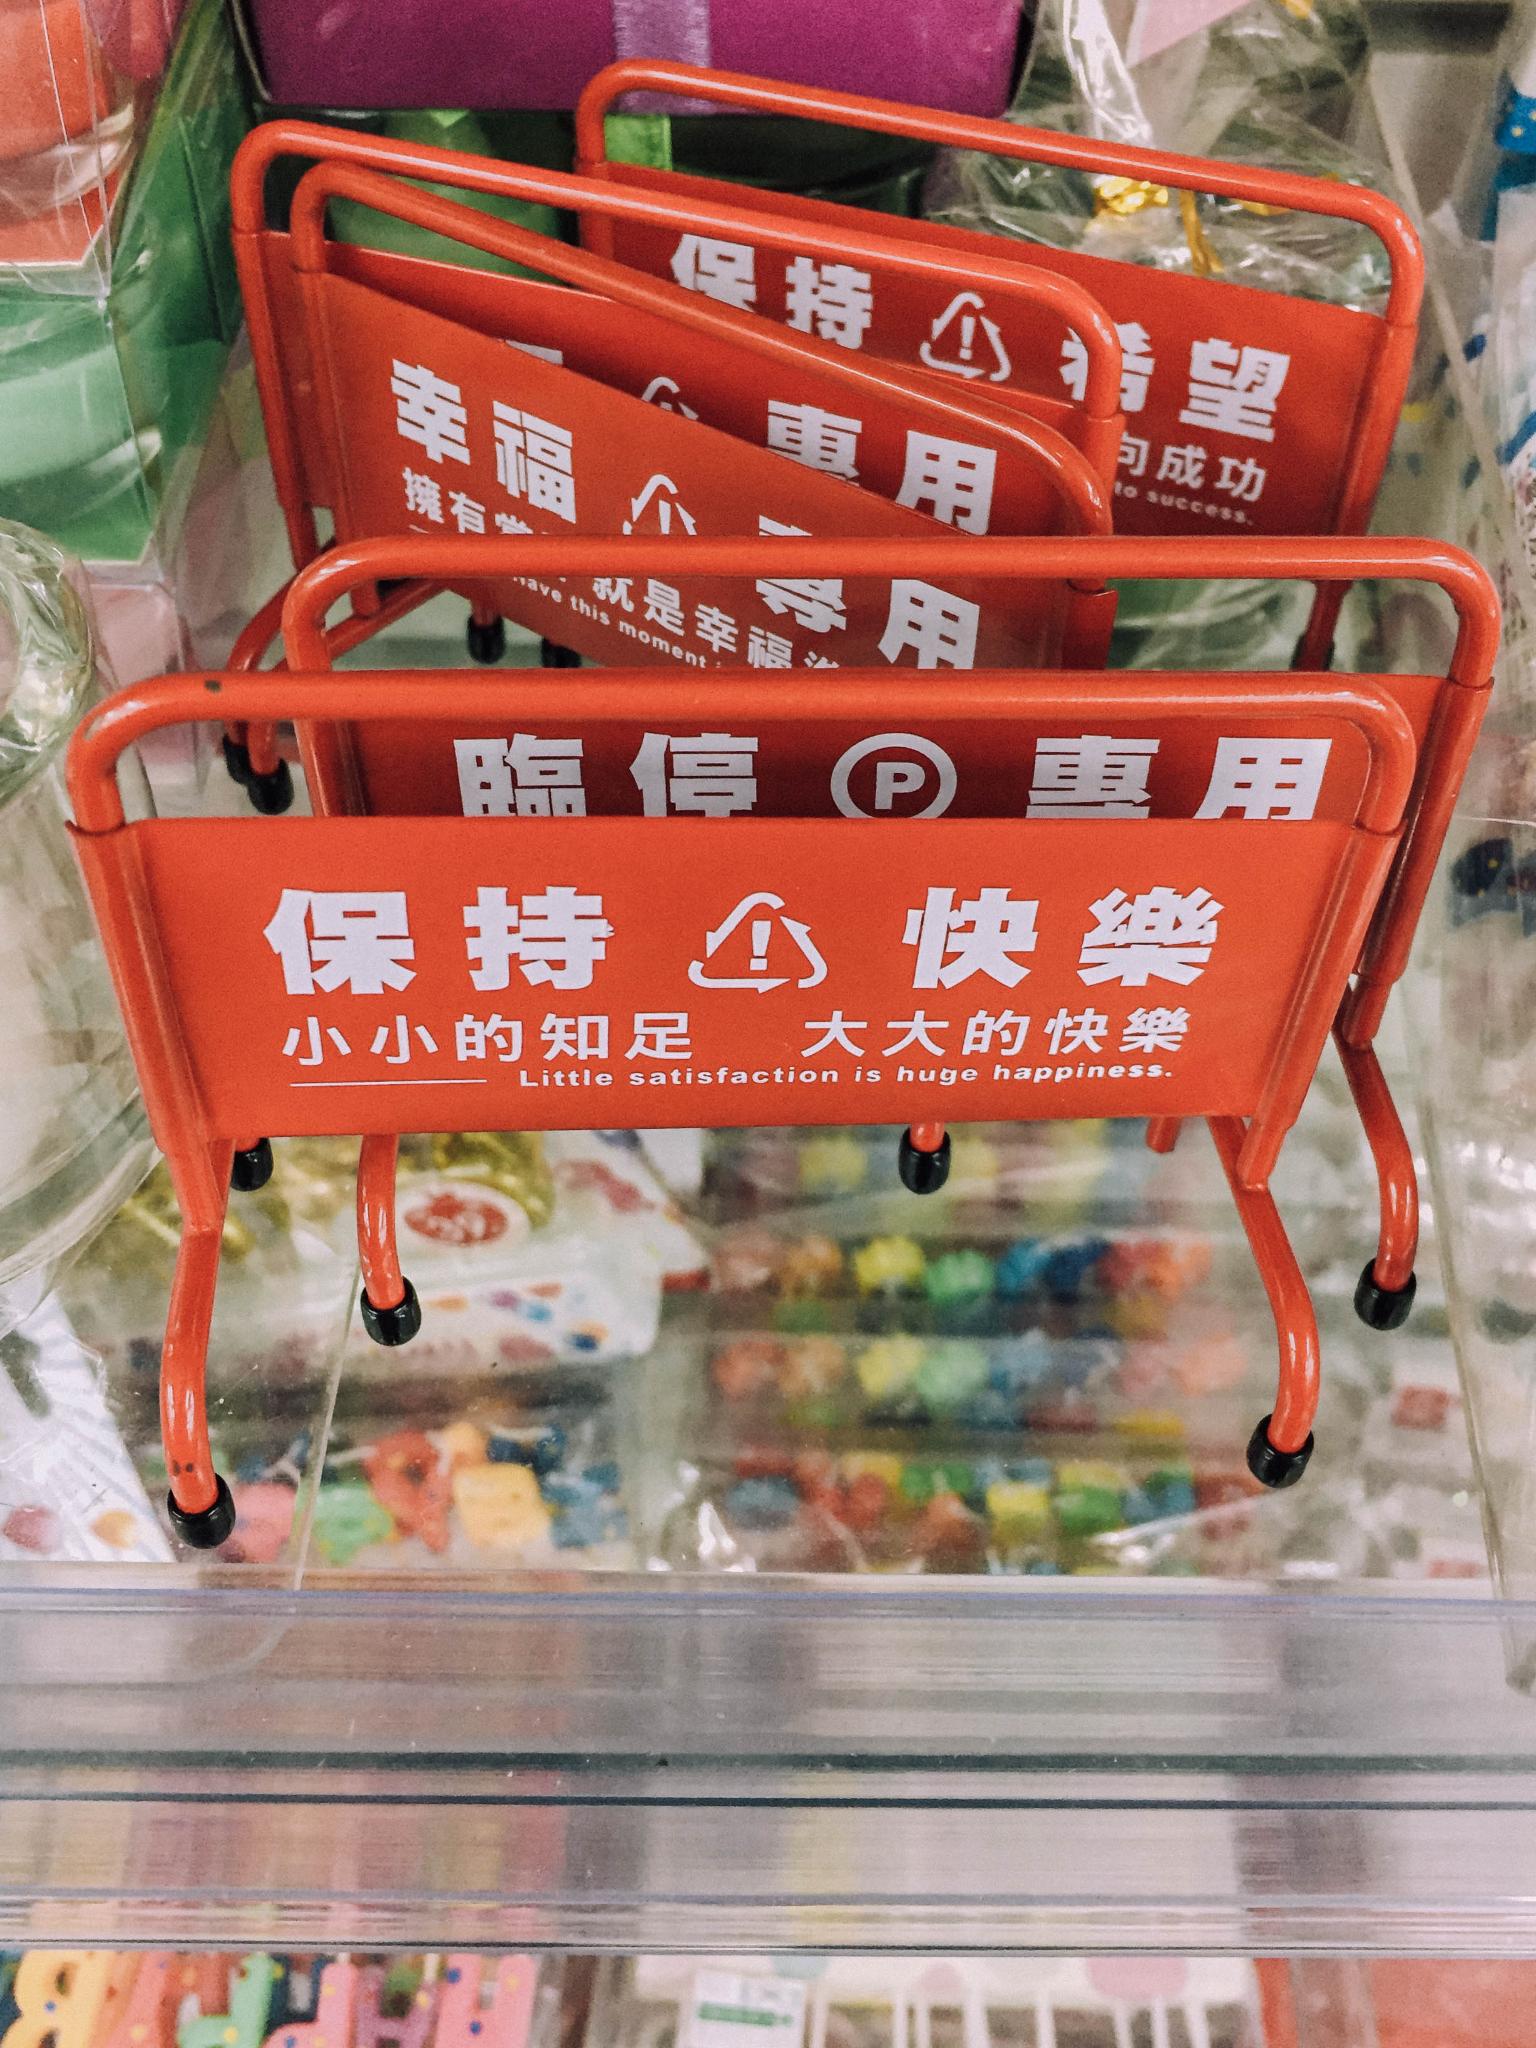 保持 希望
向成功
to success.
專用
幸福 專用
擁有當
就是幸福
Have this moment
臨停 P 專用
保持 ! 快樂
小小的知足 大大的快樂
Little satisfaction is huge happiness.